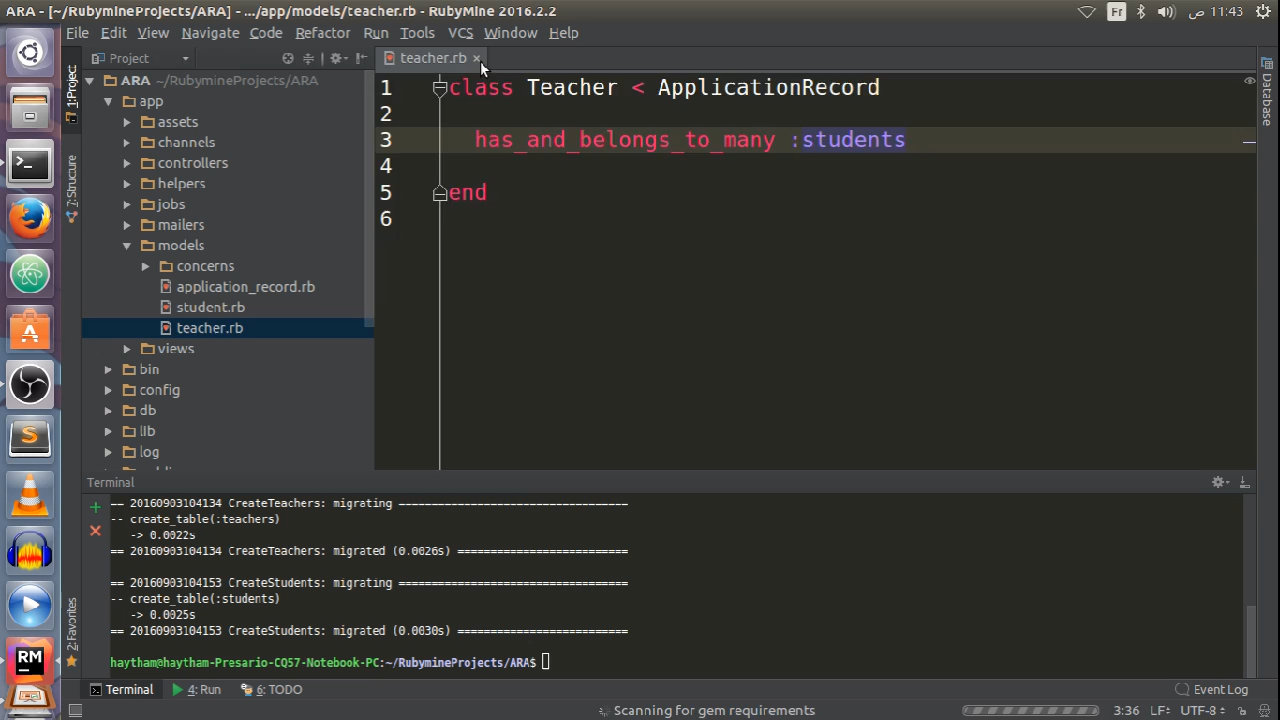 ARA - [~/RubymineProjects/ARA] - .../app/models/teacher.rb - RubyMine 2016.2.2
Fr
11:43 ص
File Edit View Navigate Code Refactor Run Tools VCS Window Help
Project
teacher.rb
1:Project
ARA ~/RubymineProjects/ARA
app
assets
channels
controllers
helpers
jobs
mailers
models
concerns
application_record.rb
student.rb
teacher.rb
views
bin
config
db
lib
log
7: Structure
2: Favorites
Database
1 class Teacher < ApplicationRecord
2
3 has_and_belongs_to_many :students
4
5 end
6
Terminal
== 20160903104134 CreateTeachers: migrating ===================================
-- create_table(:teachers)
-> 0.0022s
== 20160903104134 CreateTeachers: migrated (0.0026s) ==========================
== 20160903104153 CreateStudents: migrating ===================================
-- create_table(:students)
-> 0.0025s
== 20160903104153 CreateStudents: migrated (0.0030s) ==========================
haytham@haytham-Presario-CQ57-Notebook-PC:~/RubymineProjects/ARA$
Terminal 4: Run 6: TODO Event Log
Scanning for gem requirements 3:36 LF÷ UTF-8÷